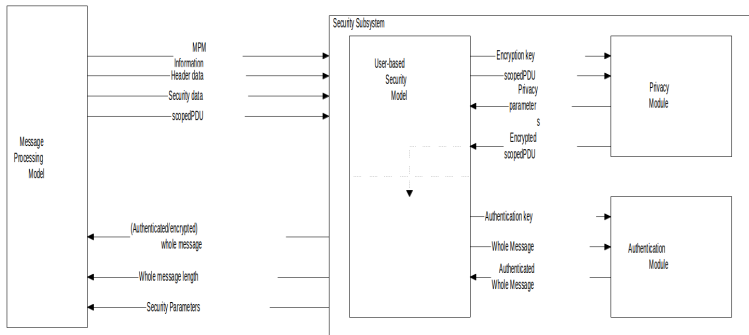 Security Subsystem
MPM
Information
Header data
Security data
scopedPDU
Message
Processing
Model
(Authenticated/encrypted)
whole message
Whole message length
Security Parameters
User-based
Security
Model
Encryption key
scopedPDU
Privacy
parameter
s
Encrypted
scopedPDU
Privacy
Module
Authentication key
Whole Message
Authenticated
Whole Message
Authentication
Module